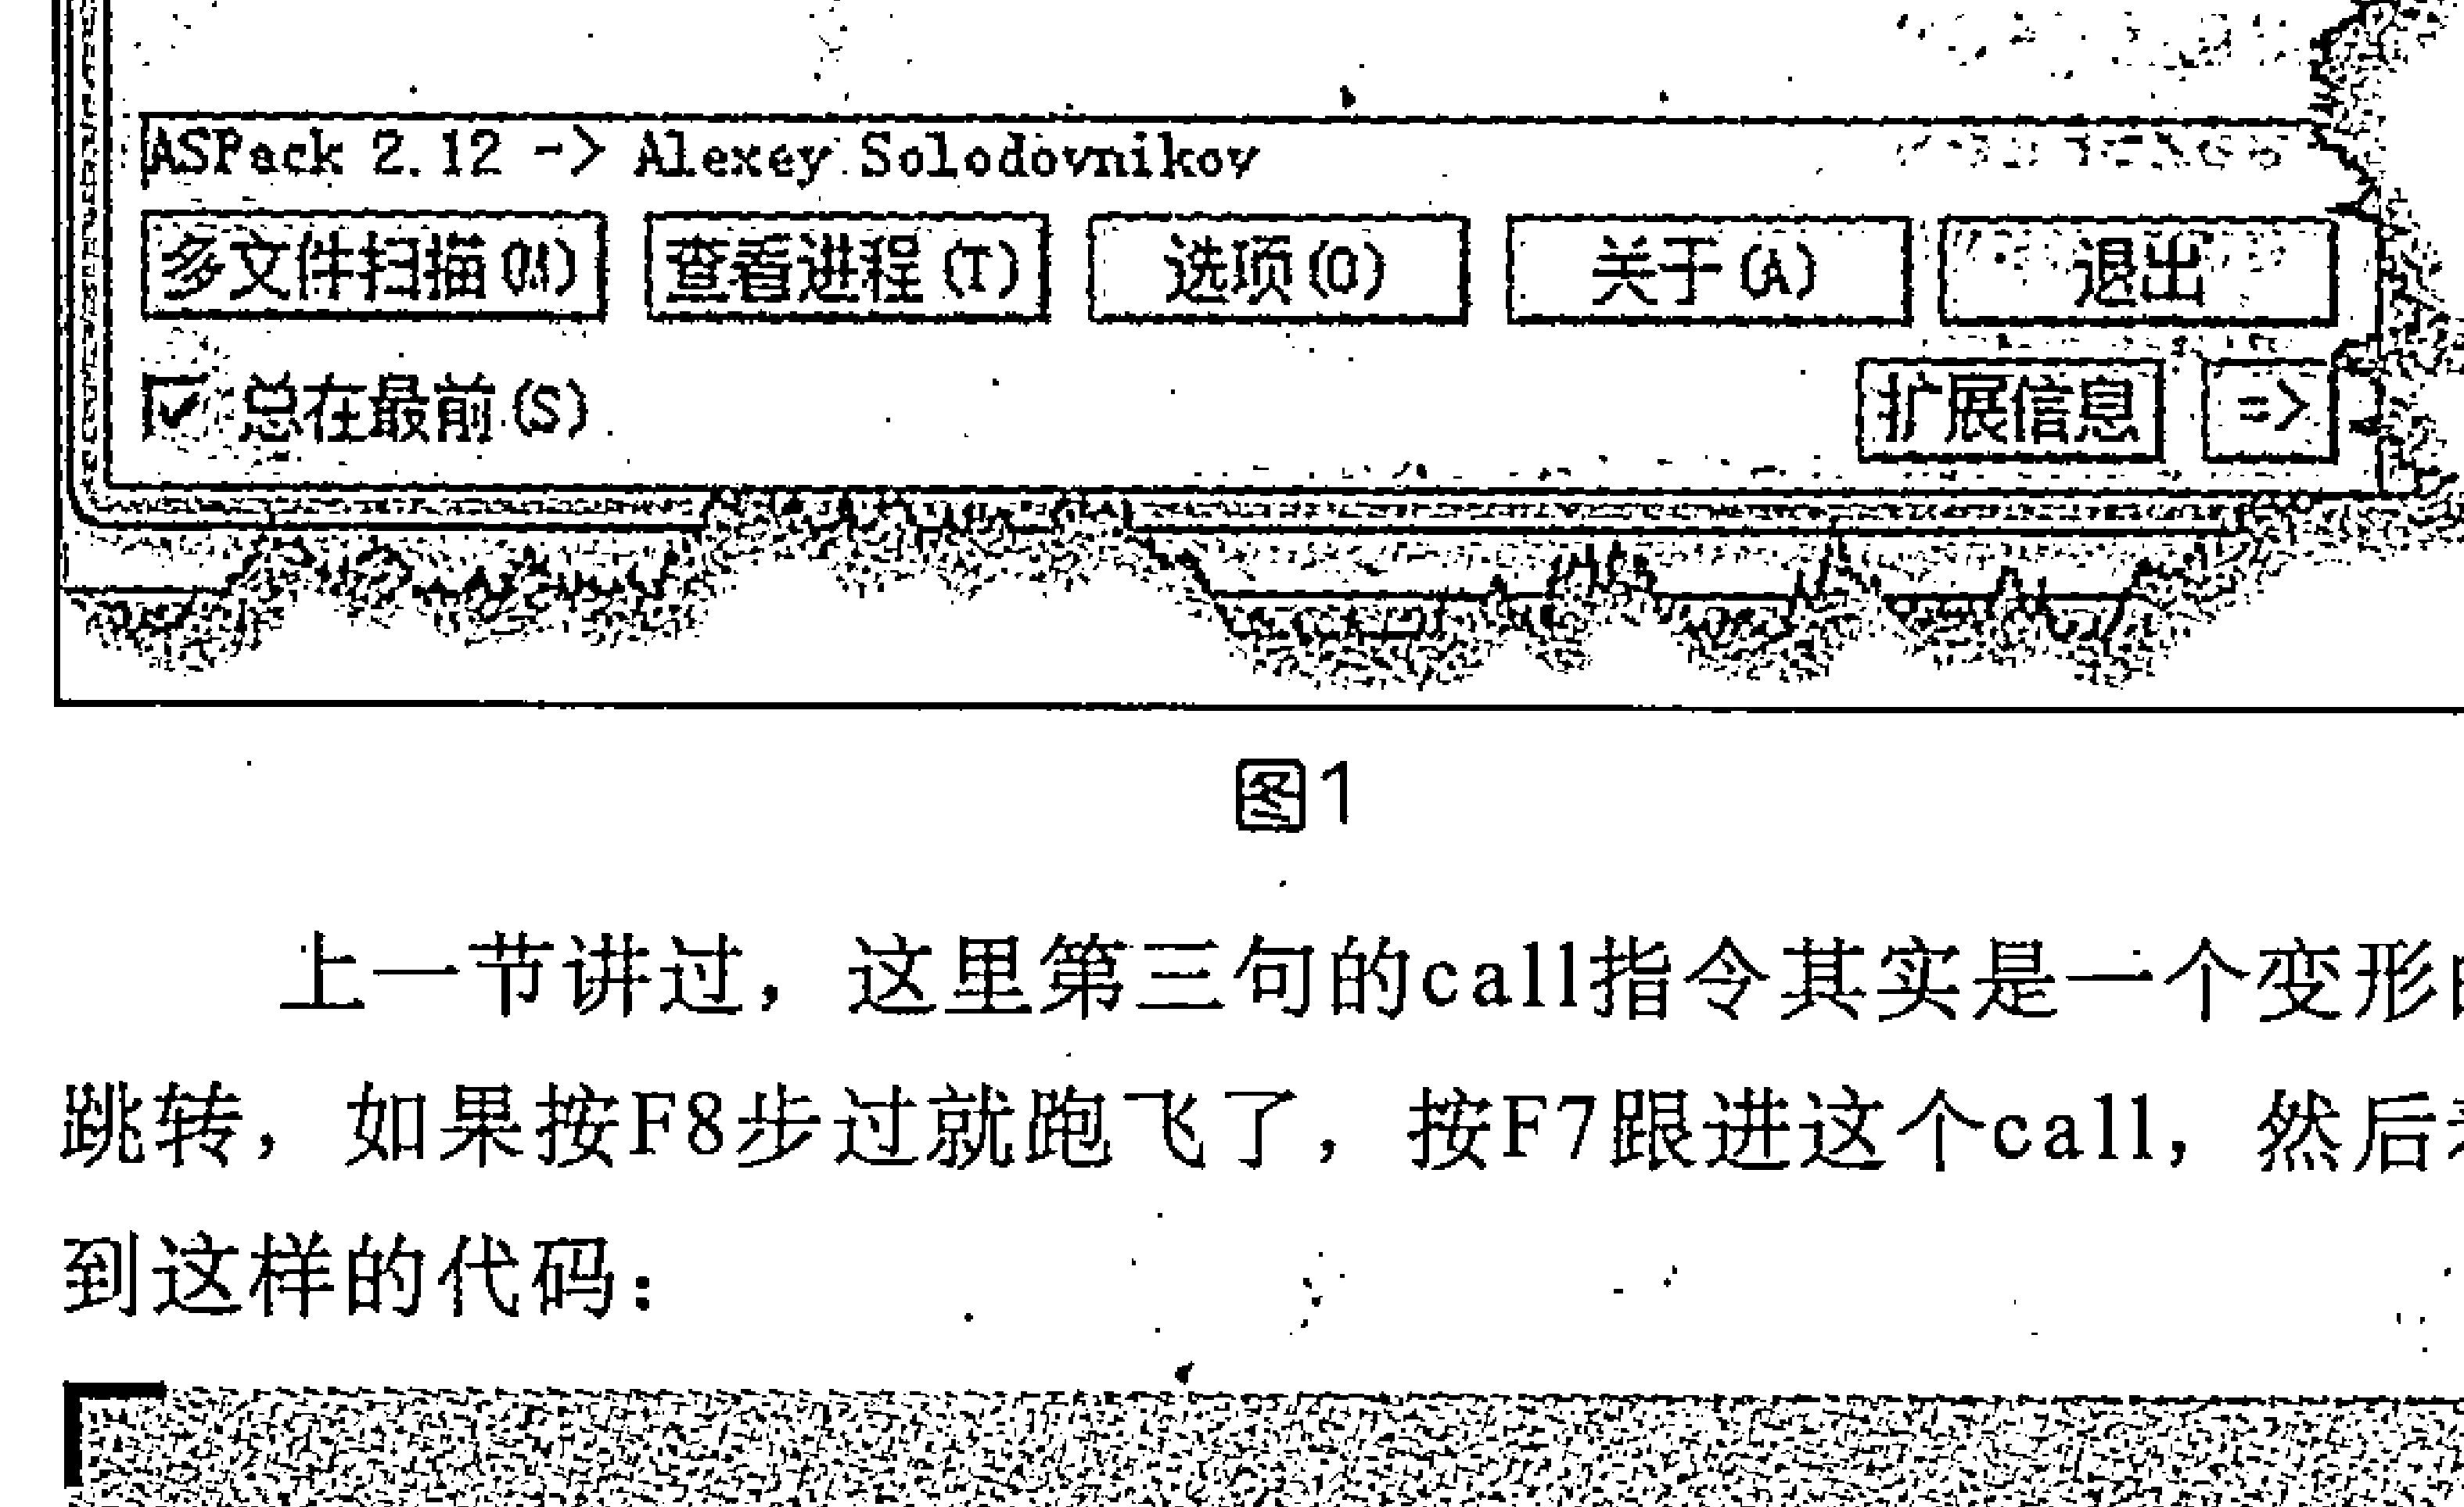 ASPack 2.12 -> Alexey Solodovnikov
多文件扫描(M) 查看进程(T) 选项(O) 关于(A) 退出
总在最前(S) 扩展信息 =>
图1
上一节讲过，这里第三句的call指令其实是一个变形
跳转，如果按F8步过就跑飞了，按F7跟进这个call，然后
到这样的代码：